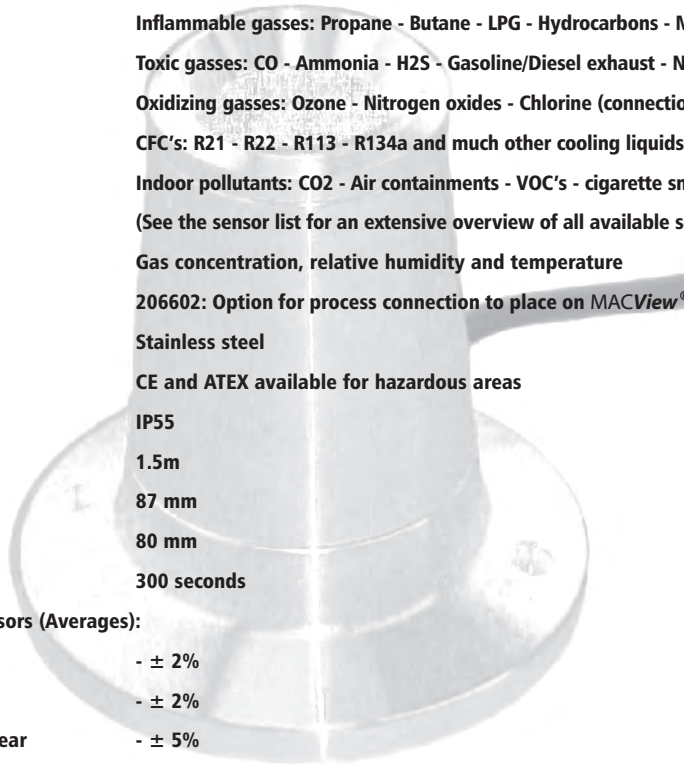 Inflammable gasses: Propane - Butane - LPG - Hydrocarbons -
Toxic gasses: CO - Ammonia - H2S - Gasoline/Diesel exhaust -
Oxidizing gasses: Ozone - Nitrogen oxides - Chlorine
CFC's: R21 - R22 - R113 - R134a and much other cooling liquids
Indoor pollutants: CO2 - Air containments - VOC's - cigarette
(See the sensor list for an extensive overview of all available
Gas concentration, relative humidity and temperature
206602: Option for process connection to place on MACView®
Stainless steel
CE and ATEX available for hazardous areas
IP55
1.5m
87 mm
80 mm
300 seconds
(Averages):
- ± 2%
- ± 2%
- ± 5%